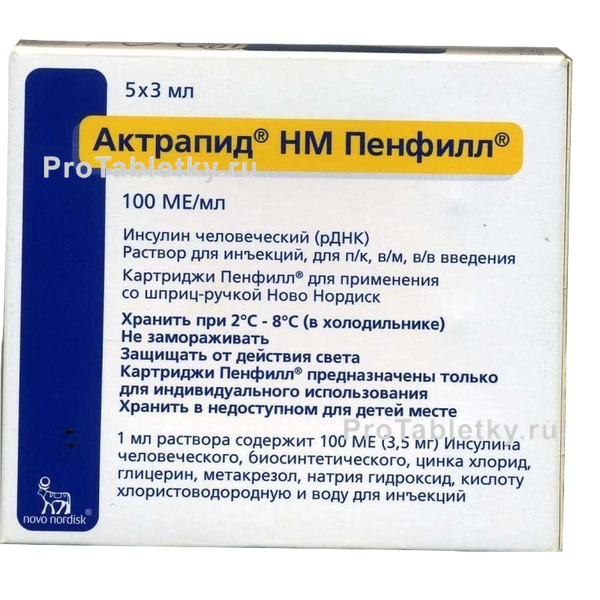 5х3 мл
Актрапид® НМ Пенфилл®
ProTabletky.ru
100 МЕ/мл
Инсулин человеческий (рДНК)
Раствор для инъекций, для п/к, в/м, в/в введения
Картриджи Пенфилл® для применения
со шприц-ручкой Ново Нордиск
Хранить при 2°С - 8°С (в холодильнике)
Не замораживать
Защищать от действия света
Картриджи Пенфилл® предназначены только
для индивидуального использования
Хранить в недоступном для детей месте
ProTabletky.ru
1 мл раствора содержит 100 МЕ (3,5 мг) Инсулина
человеческого, биосинтетического, цинка хлорид,
глицерин, метакрезол, натрия гидроксид, кислоту
хлористоводородную и воду для инъекций
novo nordisk®